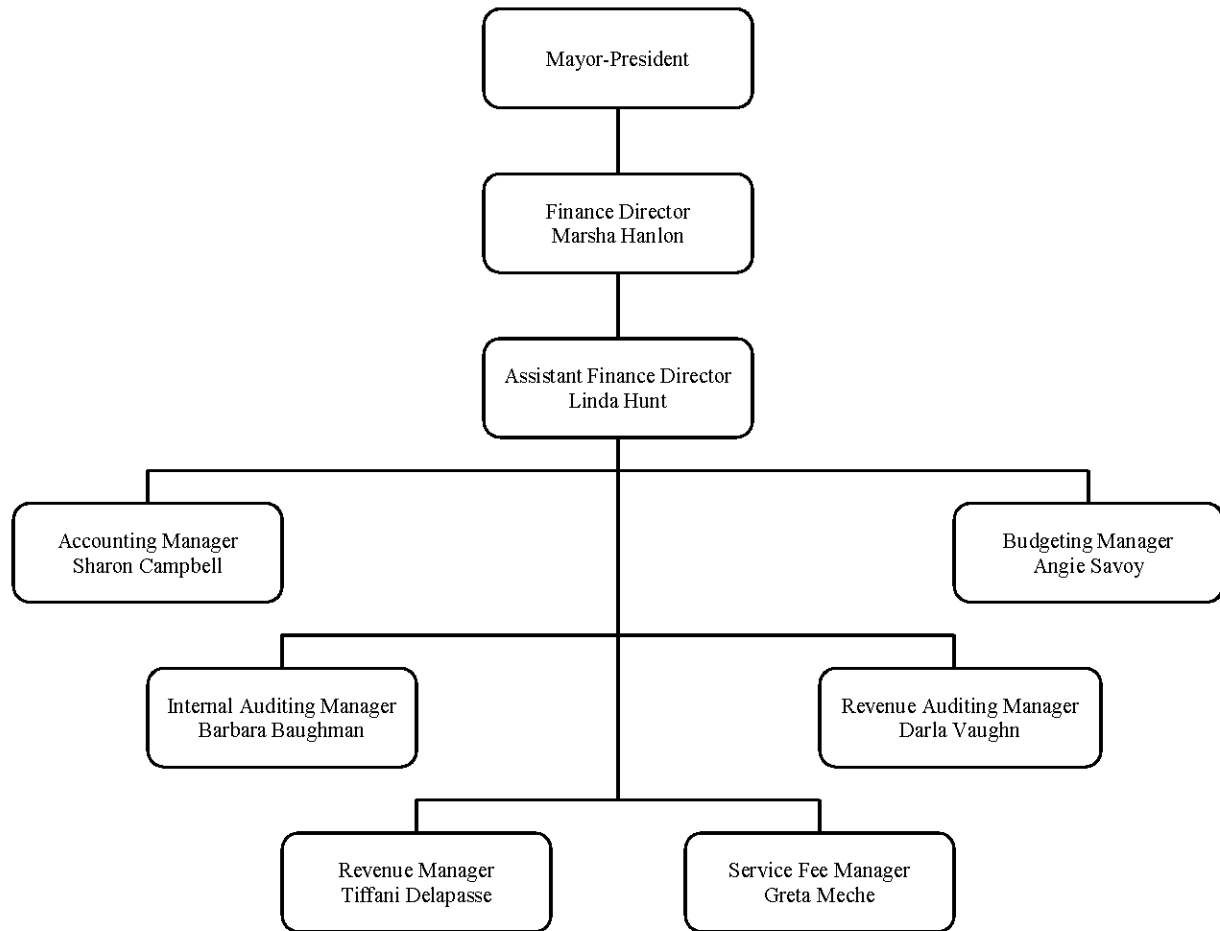 Mayor-President
Finance Director
Marsha Hanlon
Assistant Finance Director
Linda Hunt
Accounting Manager
Sharon Campbell
Budgeting Manager
Angie Savoy
Internal Auditing Manager
Barbara Baughman
Revenue Auditing Manager
Darla Vaughn
Revenue Manager
Tiffani Delapasse
Service Fee Manager
Greta Meche